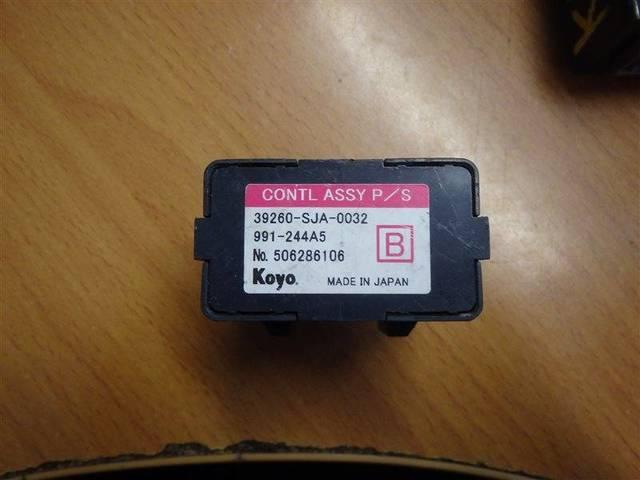 CONTL ASSY P/S
39260-SJA-0032
991-244A5
B
No. 506286106
Koyo. MADE IN JAPAN